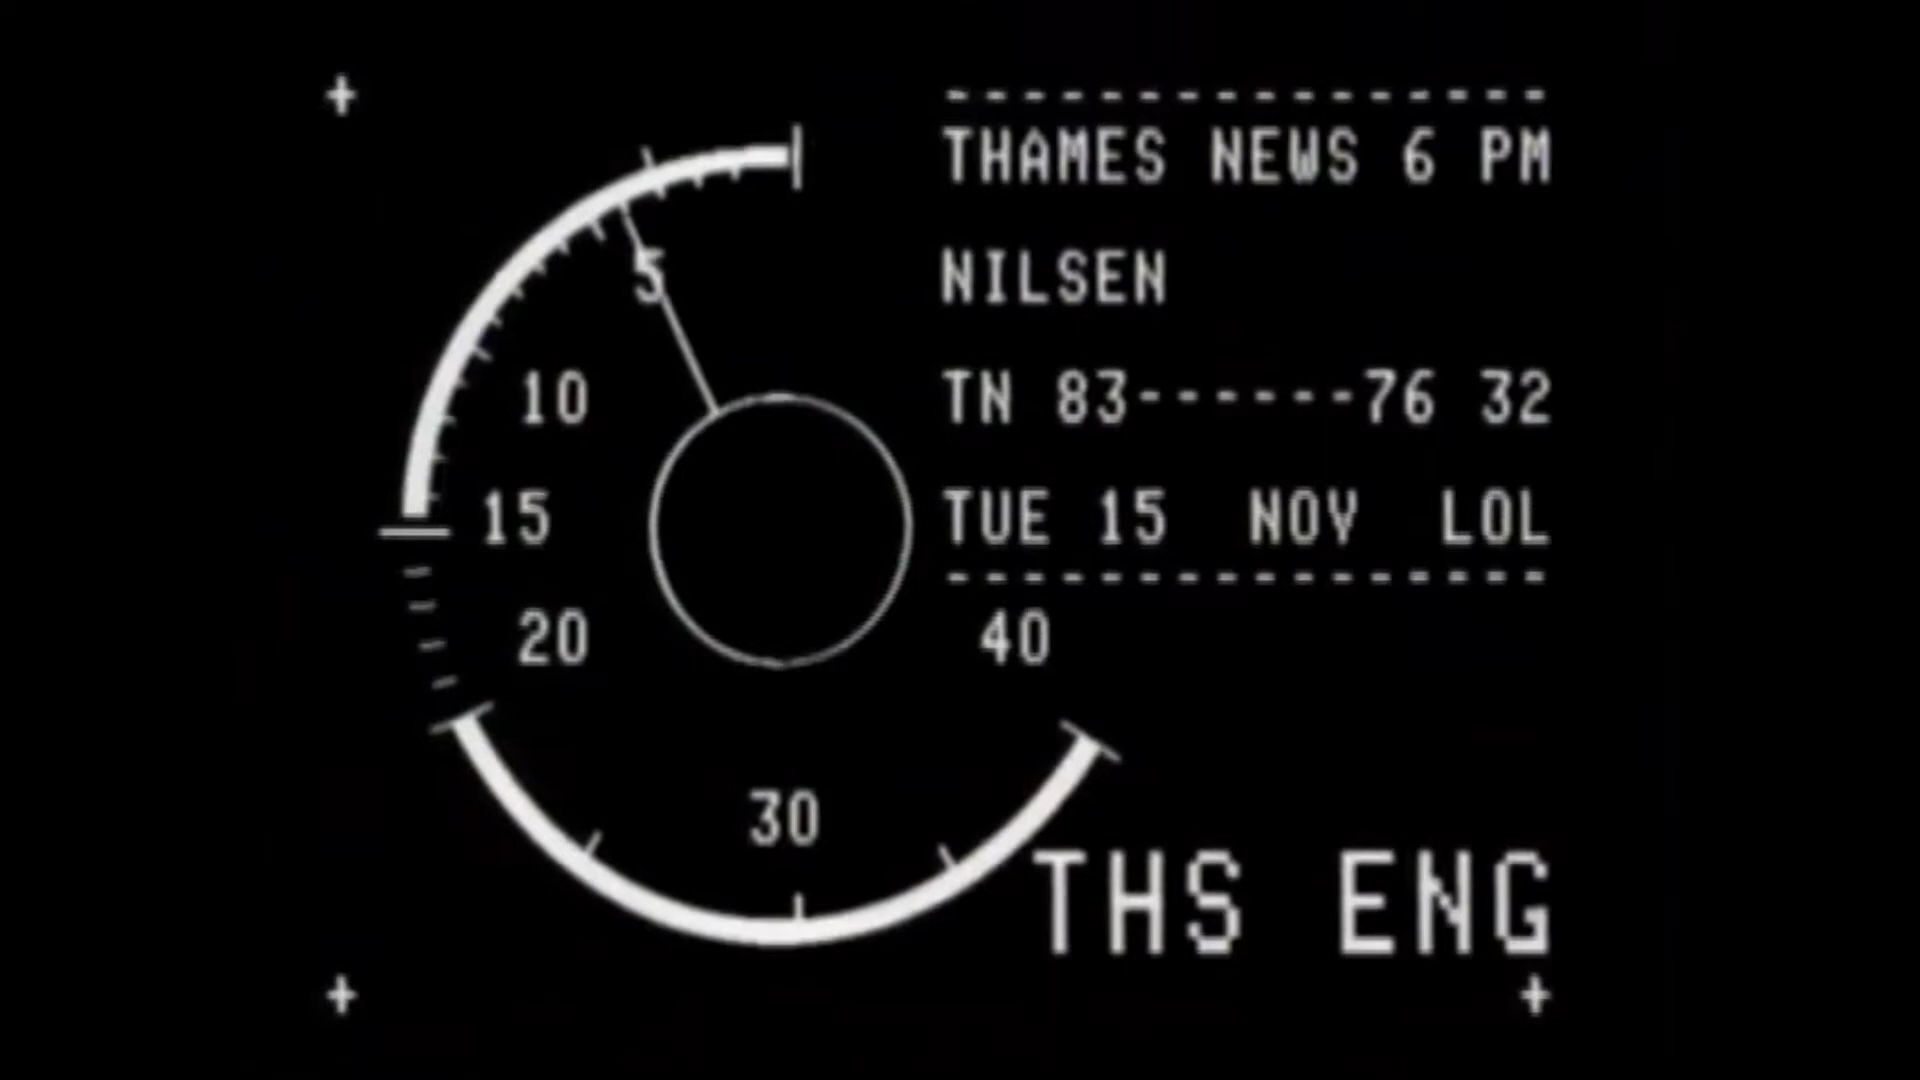 THAMES NEWS 6 PM
NILSEN
TN 83------76 32
TUE 15 NOV LOL
5
10
15
20
30
40
THS ENG